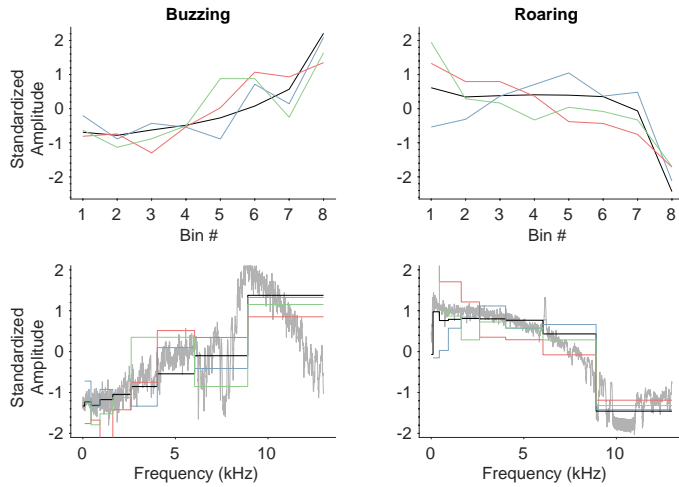 Buzzing
Roaring
Standardized
Amplitude
2
1
0
-1
-2
1 2 3 4 5 6 7 8
Bin #
2
1
0
-1
-2
1 2 3 4 5 6 7 8
Bin #
Standardized
Amplitude
2
1
0
-1
-2
0 5 10
Frequency (kHz)
2
1
0
-1
-2
0 5 10
Frequency (kHz)